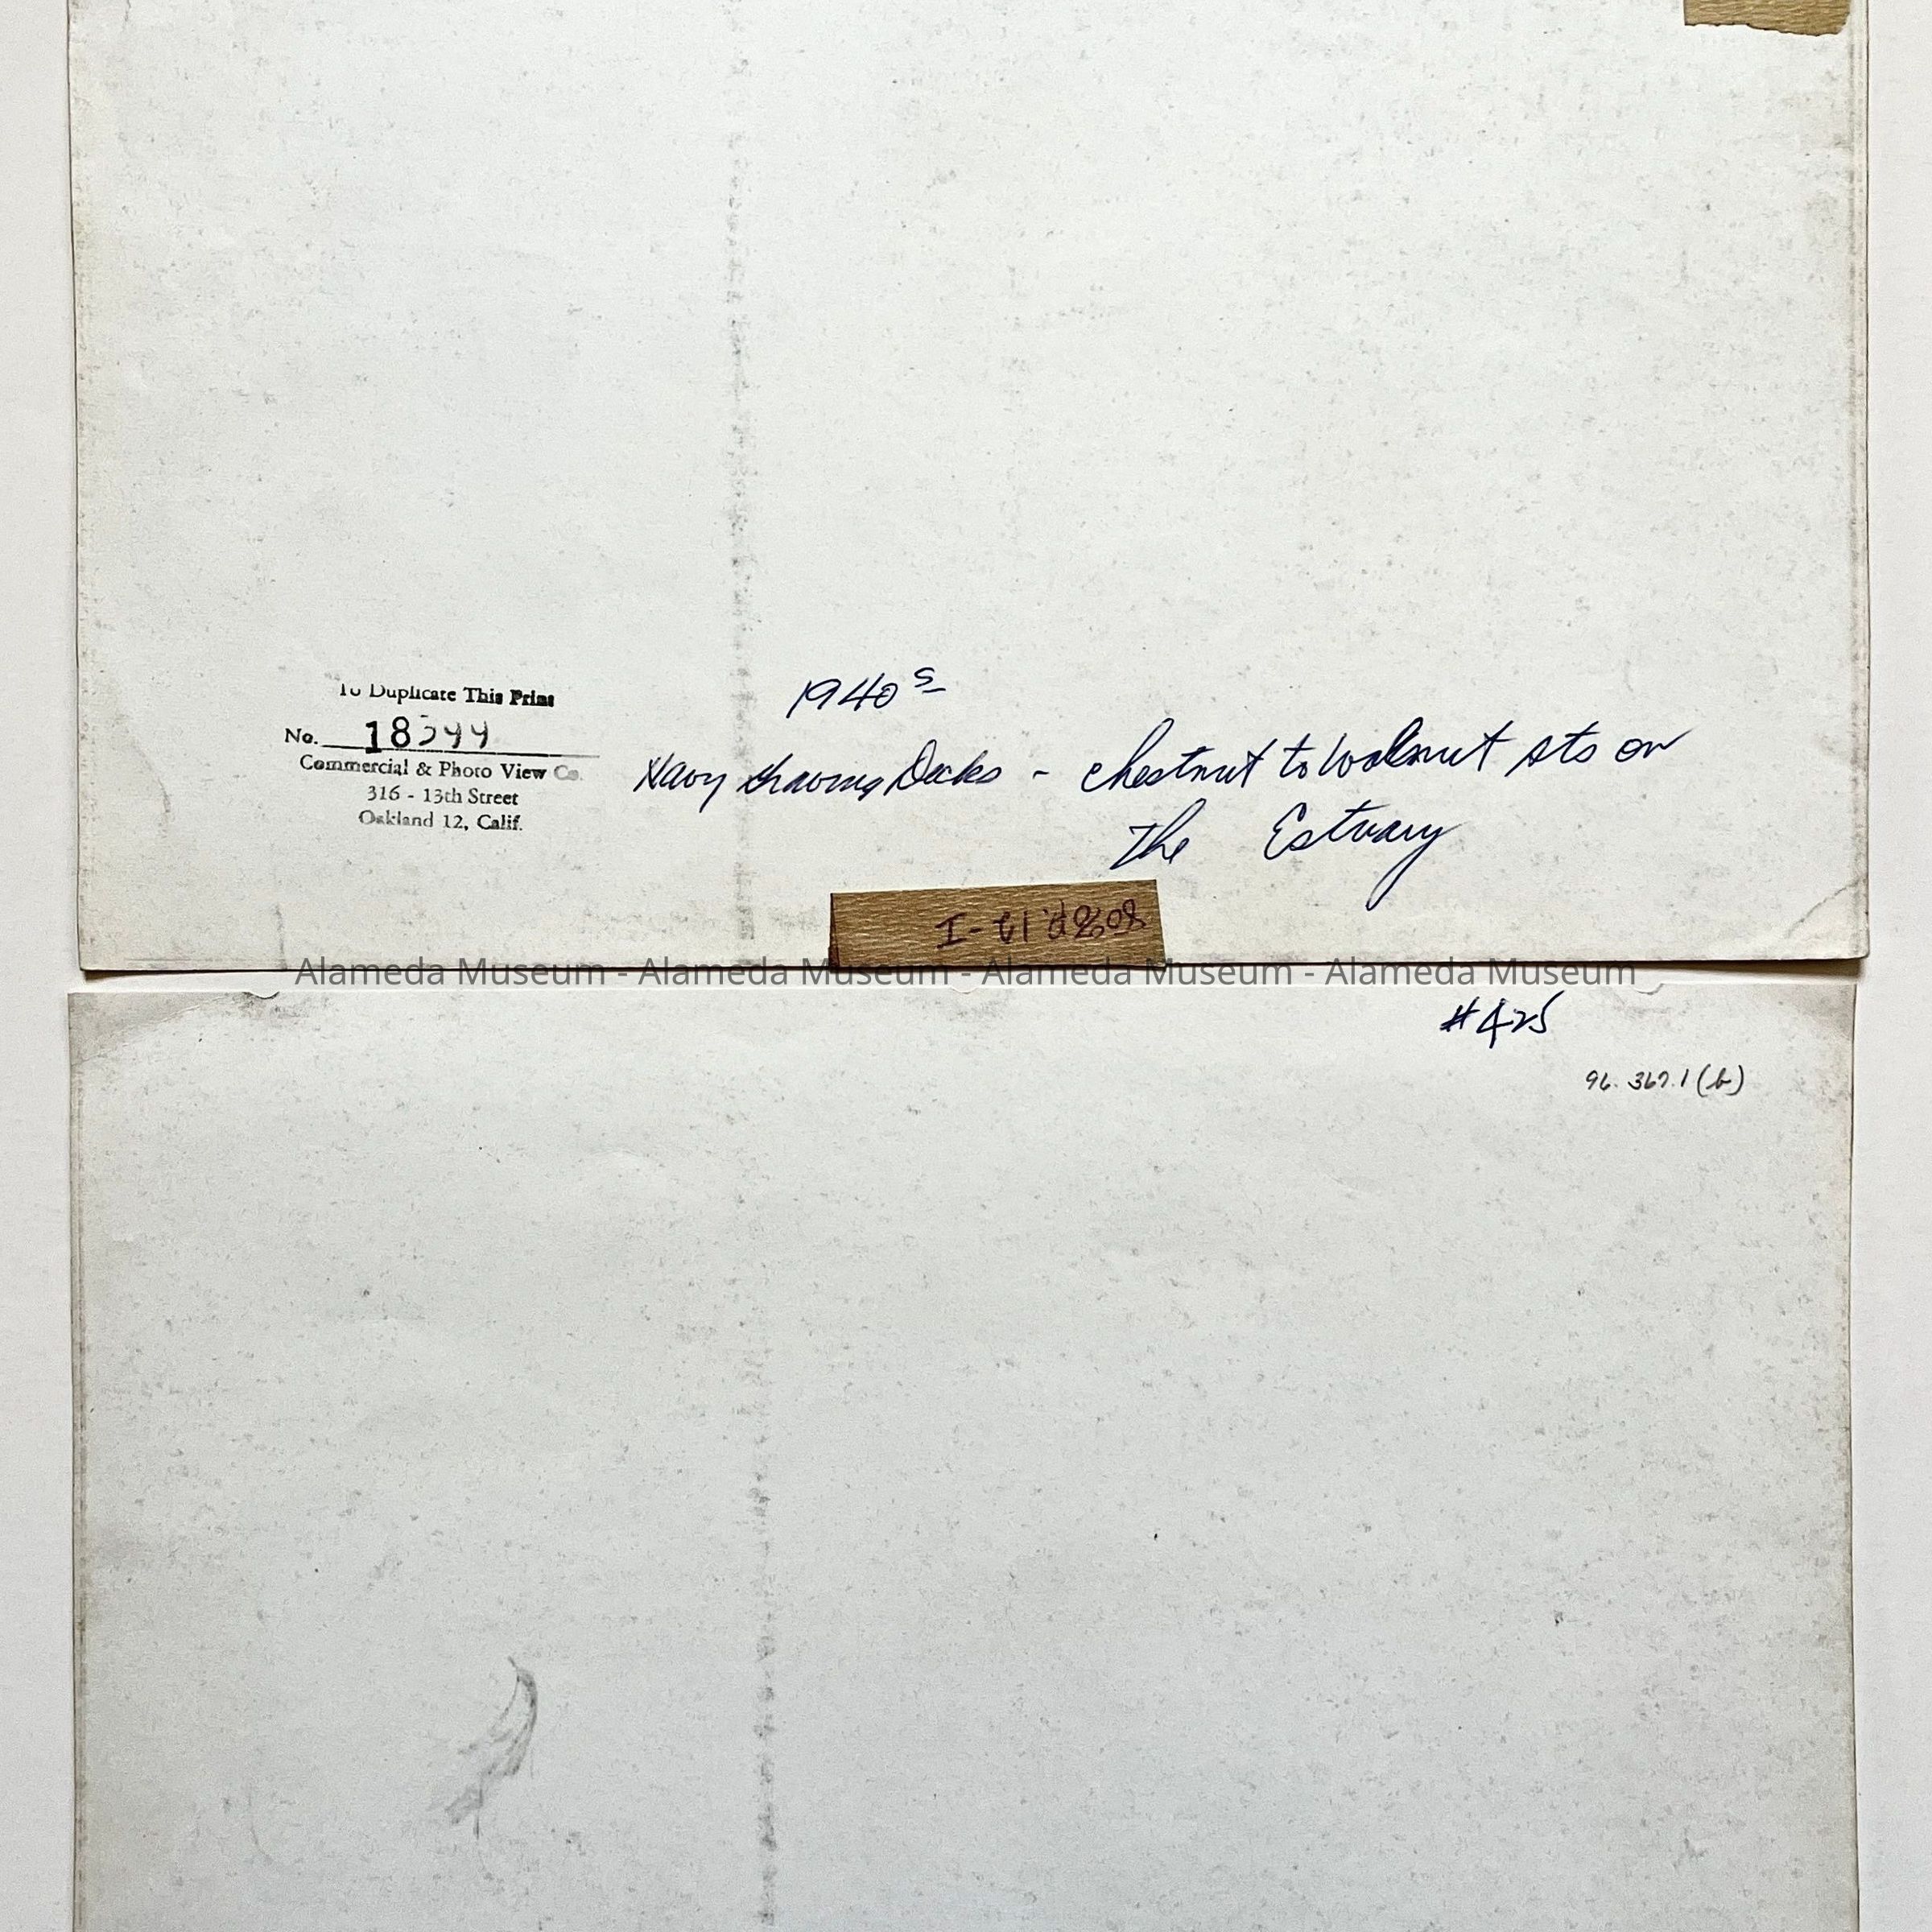 To Duplicate This Print
No. 18544
Commercial & Photo View Co.
316 - 13th Street
Oakland 12, Calif.
1940s
Navy Graving Docks - Chestnut to Walnut Sts on
The Estuary
Alameda Museum - Alameda Museum - Alameda Museum - Alameda Museum
#425
96.367.1(b)